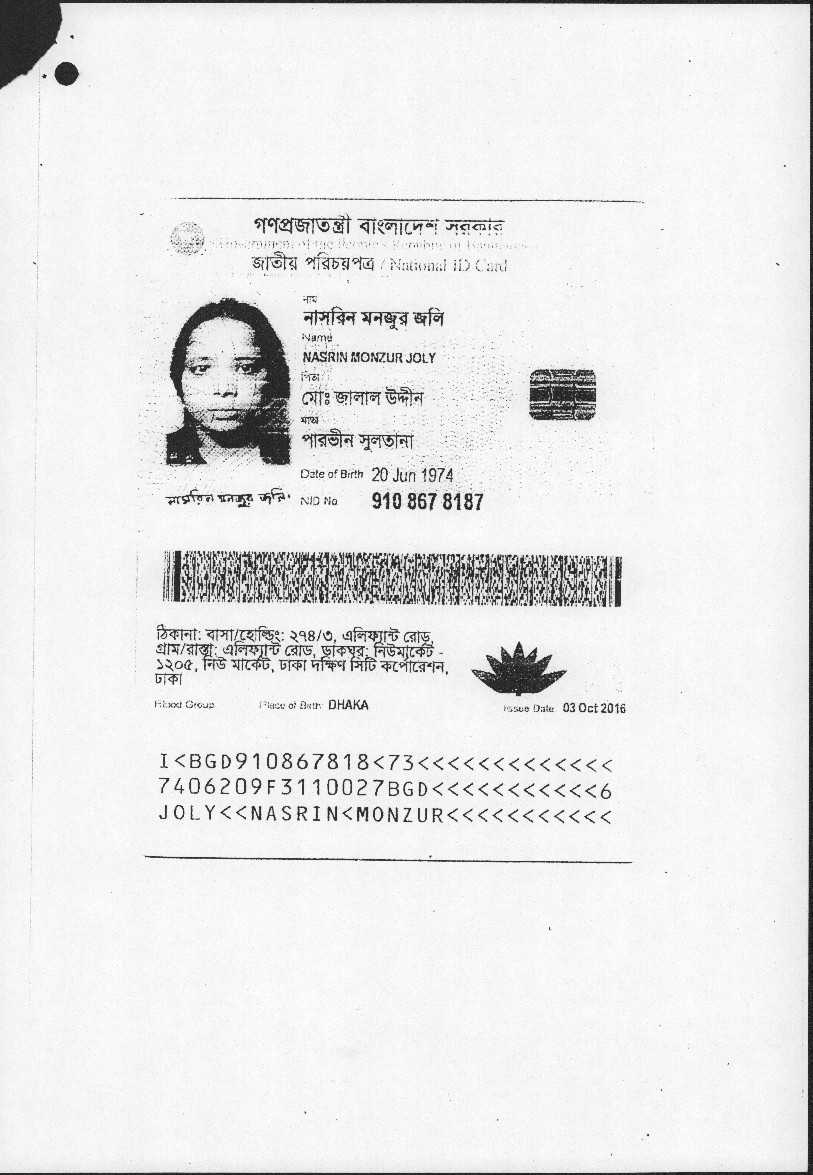 গণপ্রজাতন্ত্রী বাংলাদেশ সরকার
Government of the People's Republic of Bangladesh
জাতীয় পরিচয়পত্র / National ID Card
নাম
নাসরিন মনজুর জলি
Name
NASRIN MONZUR JOLY
পিতা
মোঃ জালাল উদ্দীন
মাতা
পারভীন সুলতানা
Date of Birth 20 Jun 1974
নাসরিন মনজুর জলি
NID No 910 867 8187
ঠিকানা: বাসা/হোল্ডিং: ২৭৪/৩, এলিফ্যান্ট রোড,
গ্রাম/রাস্তা: এলিফ্যান্ট রোড, ডাকঘর: নিউমার্কেট -
১২০৫, নিউ মার্কেট, ঢাকা দক্ষিণ সিটি কর্পোরেশন,
ঢাকা
Blood Group Place of Birth: DHAKA Issue Date: 03 Oct 2016
I<BGD910867818<73<<<<<<<<<<<<<
7406209F3110027BGD<<<<<<<<<<<6
JOLY<<NASRIN<MONZUR<<<<<<<<<<<